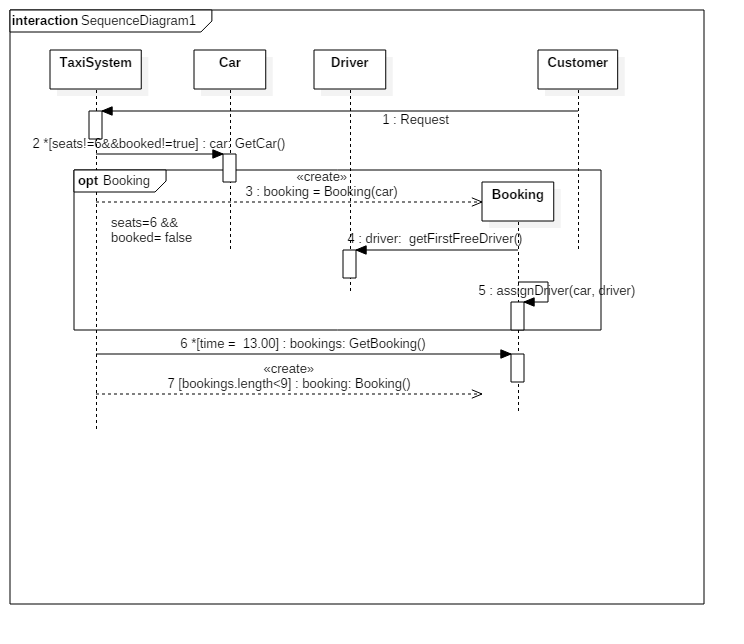 interaction SequenceDiagram1
TaxiSystem
Car
Driver
Customer
1 : Request
2 *[seats!=6&&booked!=true] : car: GetCar()
opt Booking
«create»
3 : booking = Booking(car)
Booking
seats=6 &&
booked= false
4 : driver:  getFirstFreeDriver()
5 : assignDriver(car, driver)
6 *[time =  13.00] : bookings: GetBooking()
«create»
7 [bookings.length<9] : booking: Booking()